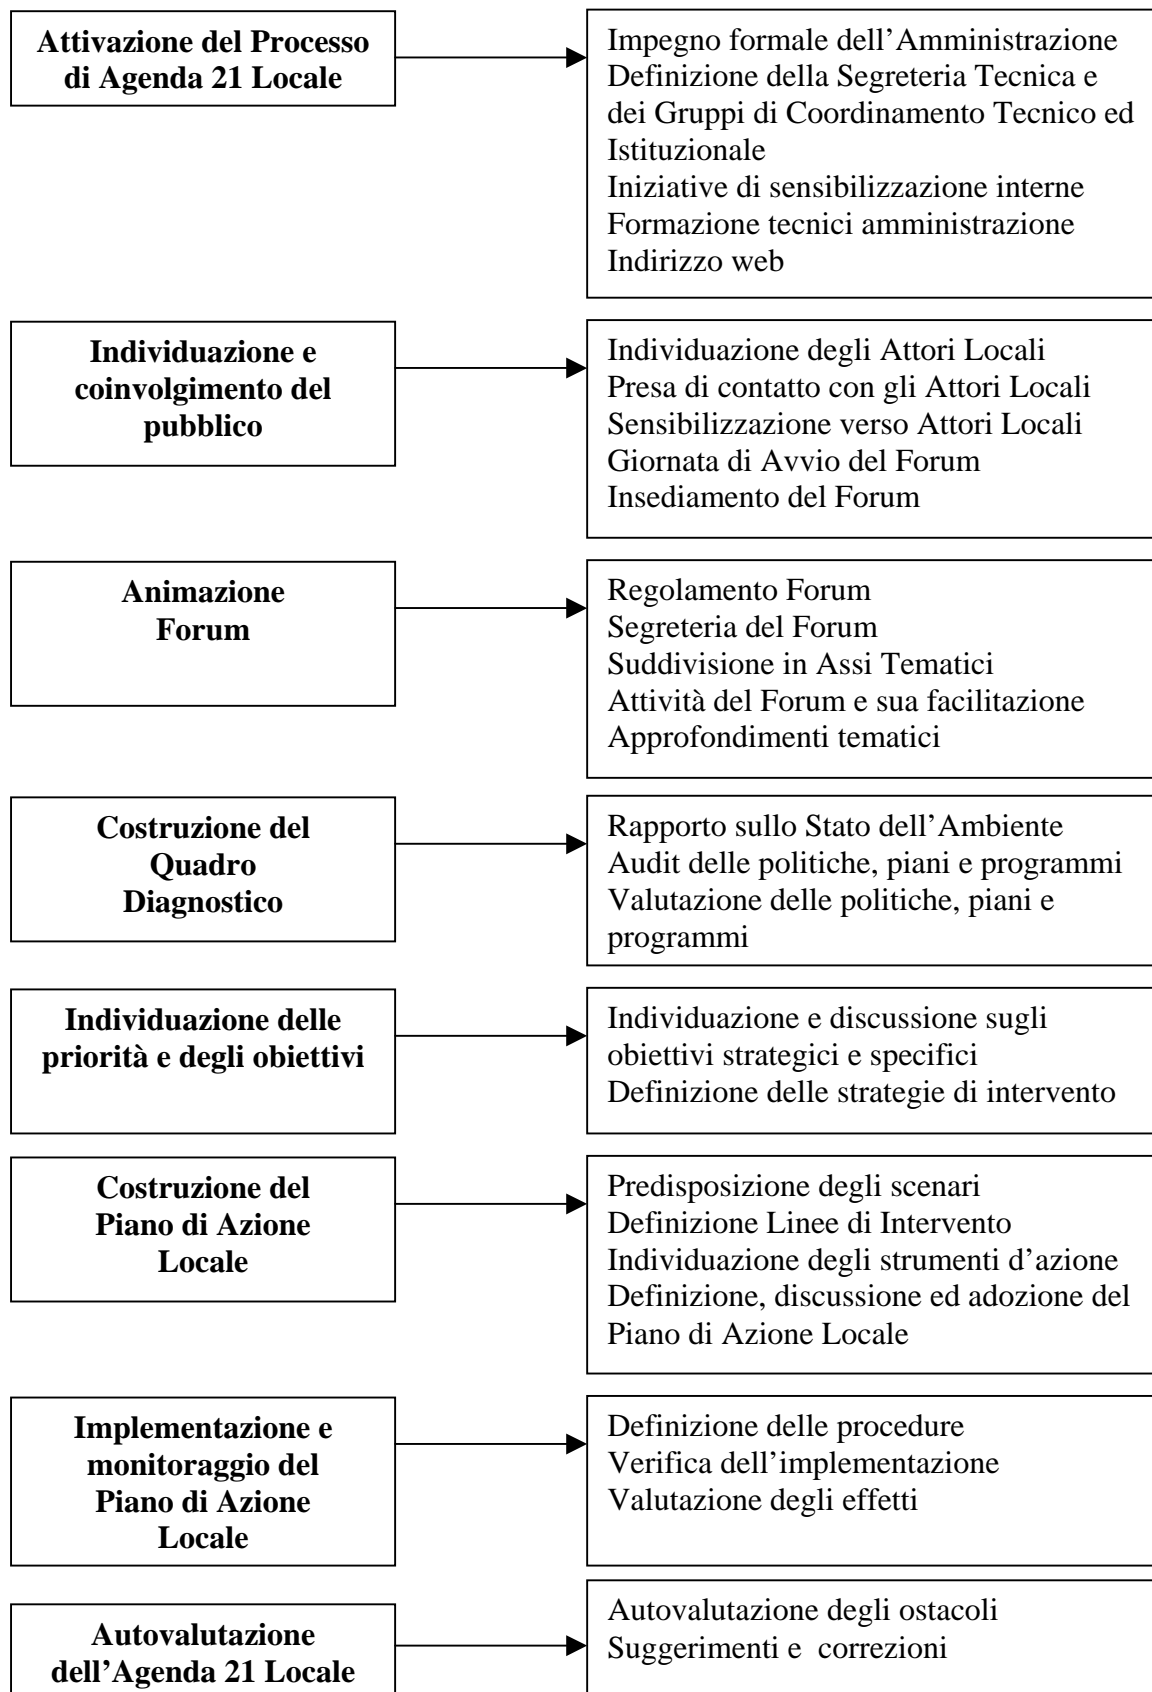 Attivazione del Processo
di Agenda 21 Locale
Impegno formale dell’Amministrazione
Definizione della Segreteria Tecnica e
dei Gruppi di Coordinamento Tecnico ed
Istituzionale
Iniziative di sensibilizzazione interne
Formazione tecnici amministrazione
Indirizzo web
Individuazione e
coinvolgimento del
pubblico
Individuazione degli Attori Locali
Presa di contatto con gli Attori Locali
Sensibilizzazione verso Attori Locali
Giornata di Avvio del Forum
Insediamento del Forum
Animazione
Forum
Regolamento Forum
Segreteria del Forum
Suddivisione in Assi Tematici
Attività del Forum e sua facilitazione
Approfondimenti tematici
Costruzione del
Quadro
Diagnostico
Rapporto sullo Stato dell’Ambiente
Audit delle politiche, piani e programmi
Valutazione delle politiche, piani e
programmi
Individuazione delle
priorità e degli obiettivi
Individuazione e discussione sugli
obiettivi strategici e specifici
Definizione delle strategie di intervento
Costruzione del
Piano di Azione
Locale
Predisposizione degli scenari
Definizione Linee di Intervento
Individuazione degli strumenti d’azione
Definizione, discussione ed adozione del
Piano di Azione Locale
Implementazione e
monitoraggio del
Piano di Azione
Locale
Definizione delle procedure
Verifica dell’implementazione
Valutazione degli effetti
Autovalutazione
dell’Agenda 21 Locale
Autovalutazione degli ostacoli
Suggerimenti e correzioni